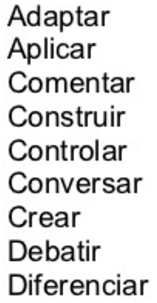 Adaptar
Aplicar
Comentar
Construir
Controlar
Conversar
Crear
Debatir
Diferenciar